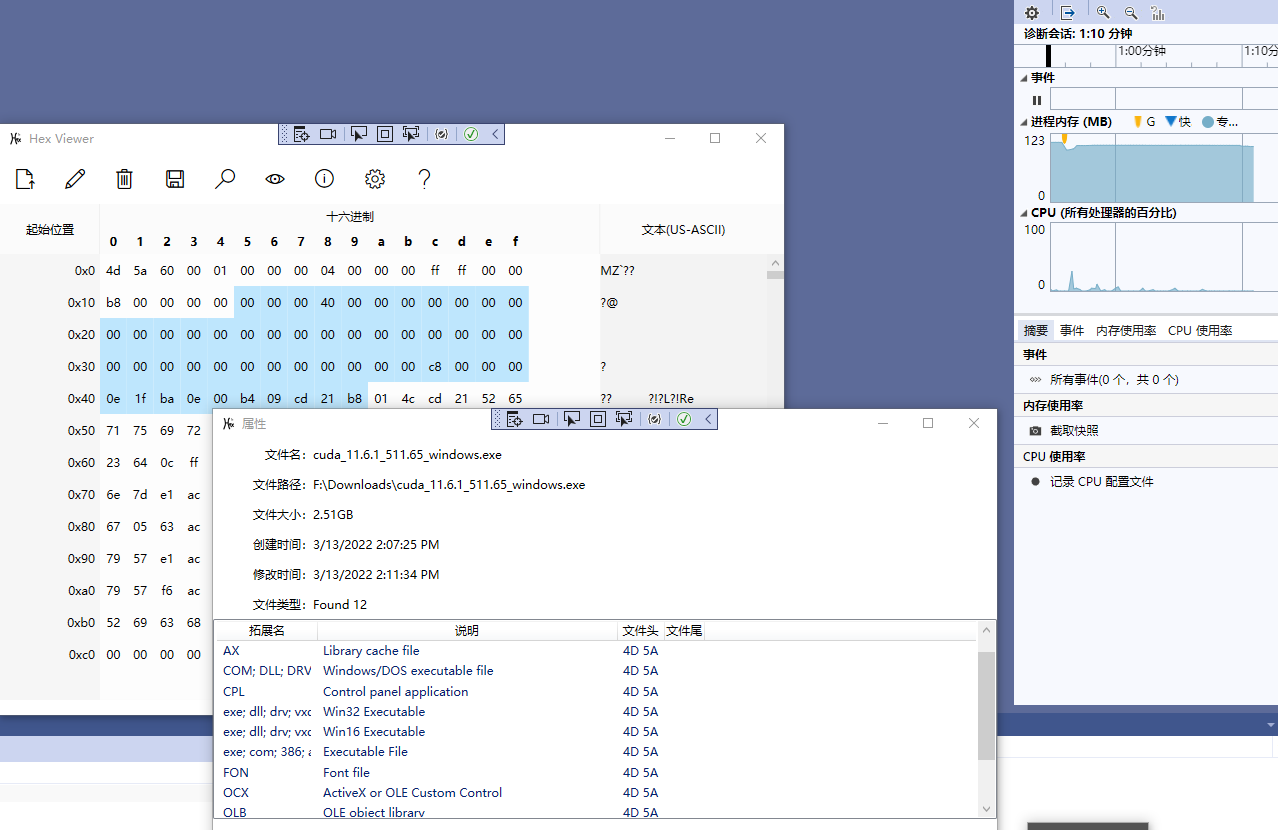 诊断会话: 1:10 分钟
1:00分钟
1:10分
事件
进程内存 (MB)
G
快
专...
123
0
CPU (所有处理器的百分比)
100
0
摘要 事件 内存使用率 CPU 使用率
事件
所有事件(0 个，共 0 个)
内存使用率
截取快照
CPU 使用率
记录 CPU 配置文件
Hex Viewer
起始位置
十六进制
文本(US-ASCII)
0 1 2 3 4 5 6 7 8 9 a b c d e f
0x0 4d 5a 60 00 01 00 00 00 04 00 00 00 ff ff 00 00 MZ`??
0x10 b8 00 00 00 00 00 00 00 40 00 00 00 00 00 00 00 ?@
0x20 00 00 00 00 00 00 00 00 00 00 00 00 00 00 00 00
0x30 00 00 00 00 00 00 00 00 00 00 00 00 c8 00 00 00 ?
0x40 0e 1f ba 0e 00 b4 09 cd 21 b8 01 4c cd 21 52 65 ?? ?!?L?!Re
0x50 71 75 69 72
0x60 23 64 0c ff
0x70 6e 7d e1 ac
0x80 67 05 63 ac
0x90 79 57 e1 ac
0xa0 79 57 f6 ac
0xb0 52 69 63 68
0xc0 00 00 00 00
属性
文件名: cuda_11.6.1_511.65_windows.exe
文件路径: F:\Downloads\cuda_11.6.1_511.65_windows.exe
文件大小: 2.51GB
创建时间: 3/13/2022 2:07:25 PM
修改时间: 3/13/2022 2:11:34 PM
文件类型: Found 12
拓展名 说明 文件头 文件尾
AX Library cache file 4D 5A
COM; DLL; DRV Windows/DOS executable file 4D 5A
CPL Control panel application 4D 5A
exe; dll; drv; vxd Win32 Executable 4D 5A
exe; dll; drv; vxd Win16 Executable 4D 5A
exe; com; 386; a Executable File 4D 5A
FON Font file 4D 5A
OCX ActiveX or OLE Custom Control 4D 5A
OLB OLE object library 4D 5A